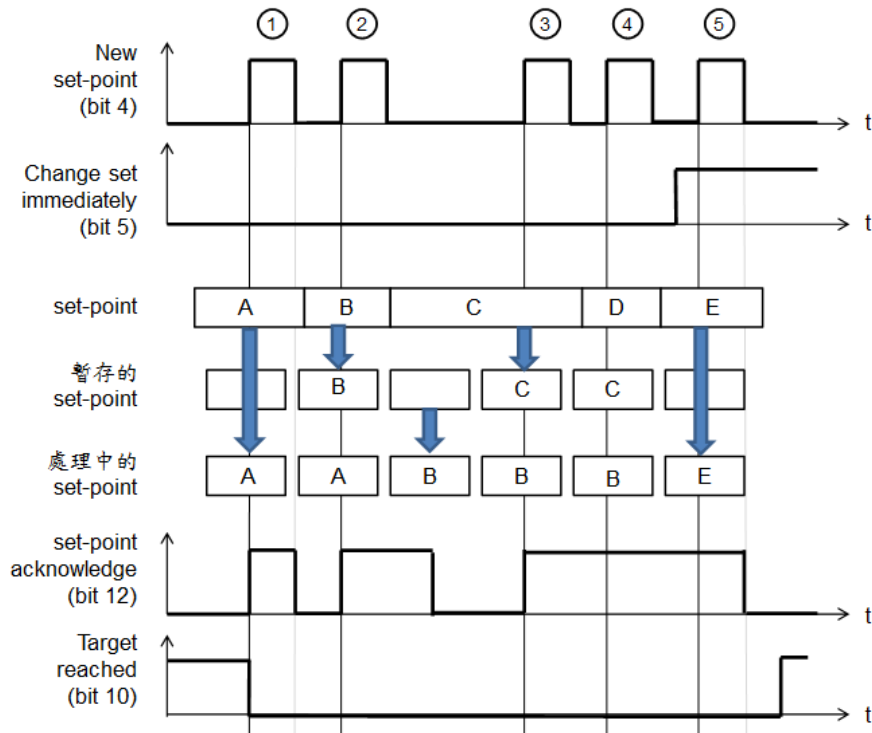 ① ② ③ ④ ⑤
New
set-point
(bit 4)
t
Change set
immediately
(bit 5)
t
set-point
A B C D E
暫存的
set-point
B C C
處理中的
set-point
A A B B B E
set-point
acknowledge
(bit 12)
t
Target
reached
(bit 10)
t